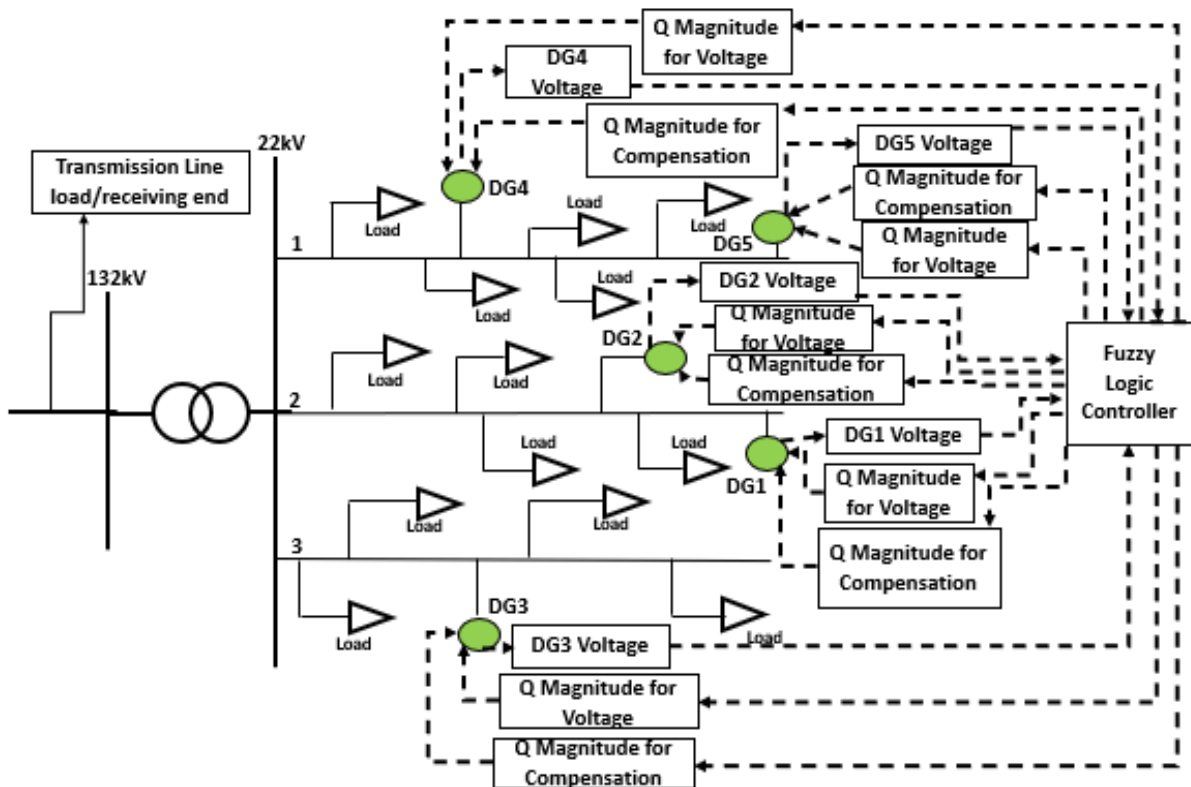 Q Magnitude
for Voltage
DG4
Voltage
Q Magnitude for
Compensation
22kV
DG5 Voltage
Transmission Line
load/receiving end
DG4
Q Magnitude for
Compensation
Load
Load
Load
DG5
Q Magnitude
for Voltage
1
132kV
Load
DG2 Voltage
Load
Load
Q Magnitude
for Voltage
DG2
Q Magnitude for
Compensation
Fuzzy
Logic
Controller
Load
Load
2
DG1 Voltage
Load
Load
DG1
Q Magnitude
for Voltage
Load
Load
3
Q Magnitude for
Compensation
DG3
Load
Load
DG3 Voltage
Q Magnitude for
Voltage
Q Magnitude for
Compensation